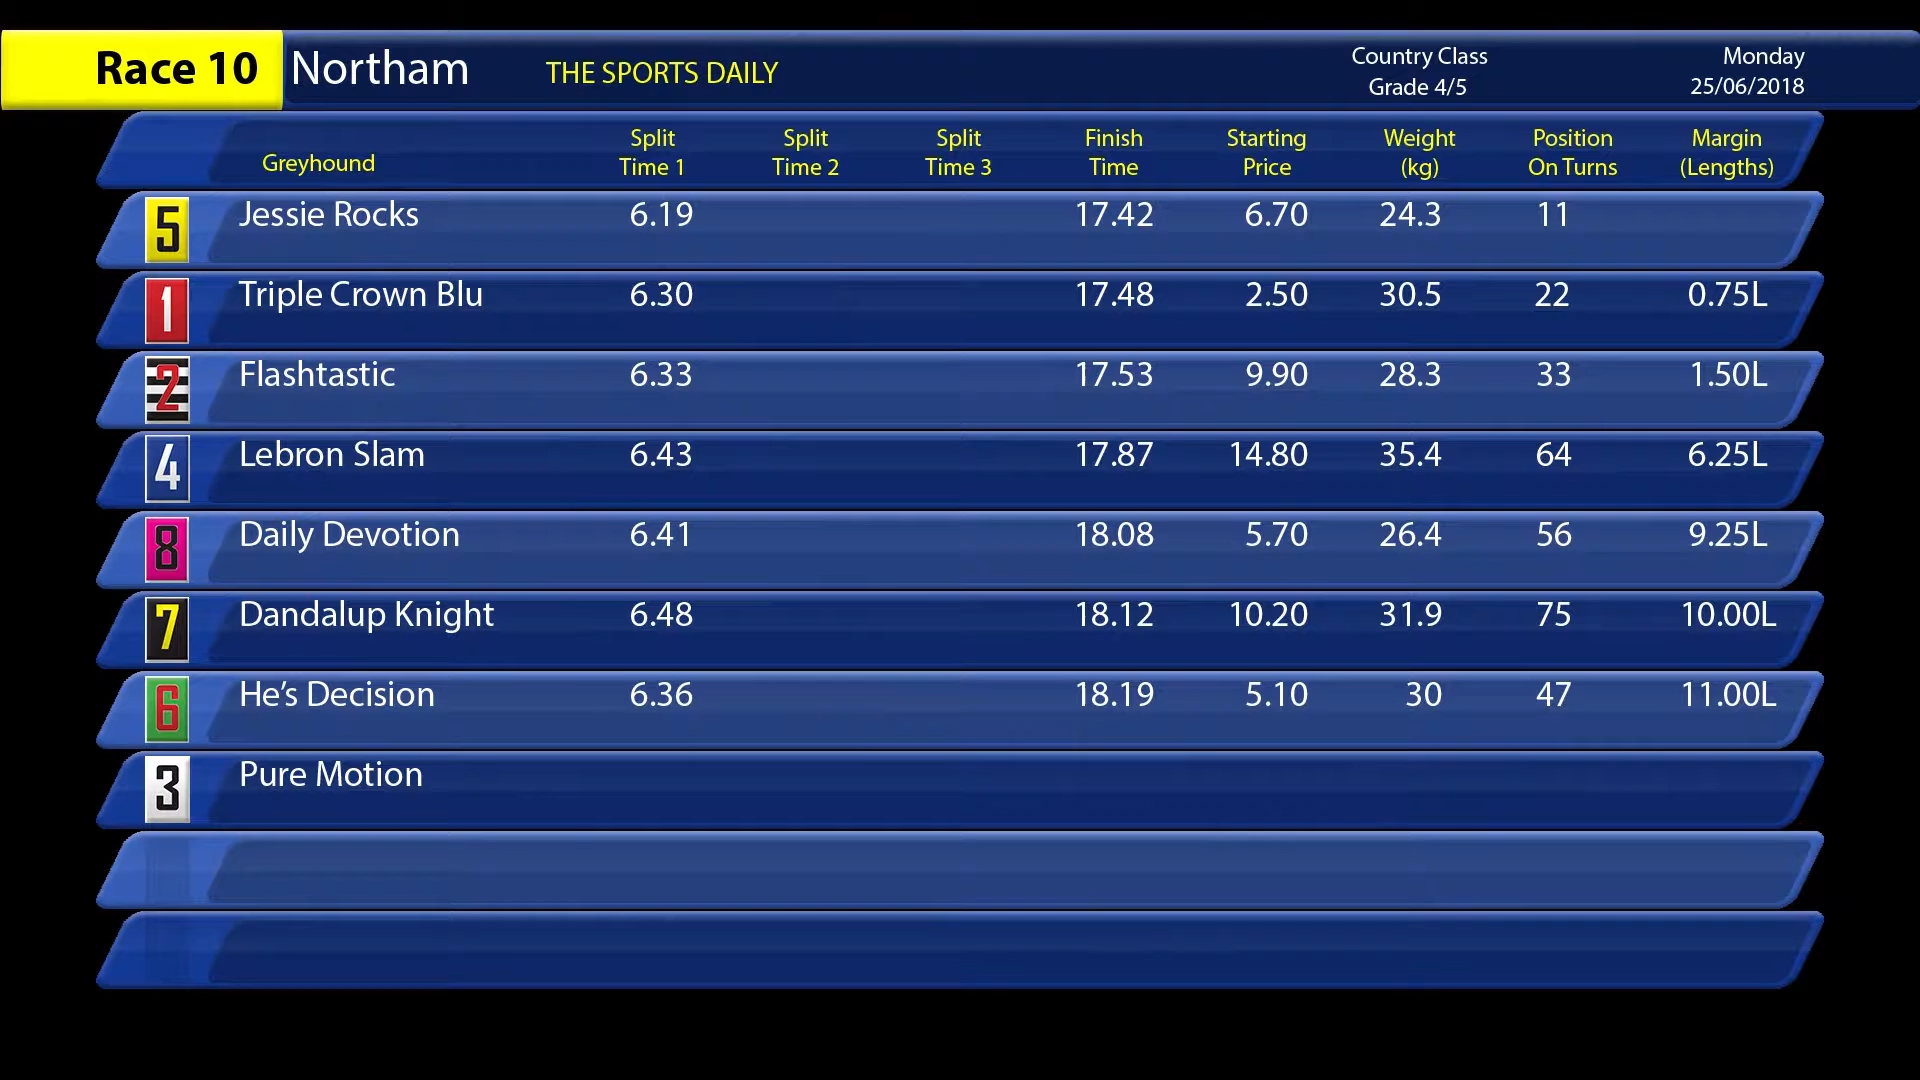 Race 10 Northam THE SPORTS DAILY Country Class Grade 4/5 Monday 25/06/2018
Greyhound Split Time 1 Split Time 2 Split Time 3 Finish Time Starting Price Weight (kg) Position On Turns Margin (Lengths)
5 Jessie Rocks 6.19 17.42 6.70 24.3 11
1 Triple Crown Blu 6.30 17.48 2.50 30.5 22 0.75L
2 Flashtastic 6.33 17.53 9.90 28.3 33 1.50L
4 Lebron Slam 6.43 17.87 14.80 35.4 64 6.25L
8 Daily Devotion 6.41 18.08 5.70 26.4 56 9.25L
7 Dandalup Knight 6.48 18.12 10.20 31.9 75 10.00L
6 He's Decision 6.36 18.19 5.10 30 47 11.00L
3 Pure Motion